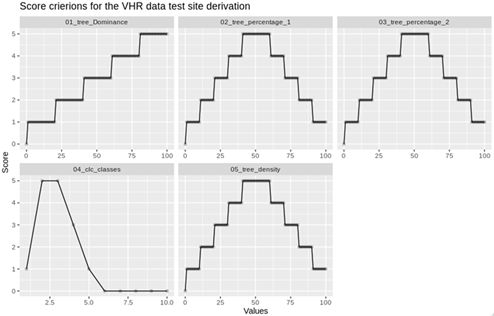 Score crierions for the VHR data test site derivation
01_tree_Dominance
02_tree_percentage_1
03_tree_percentage_2
5
4
3
2
1
0
0 25 50 75 100
0 25 50 75 100
0 25 50 75 100
Score
04_clc_classes
05_tree_density
5
4
3
2
1
0
2.5 5.0 7.5 10.0
0 25 50 75 100
Values